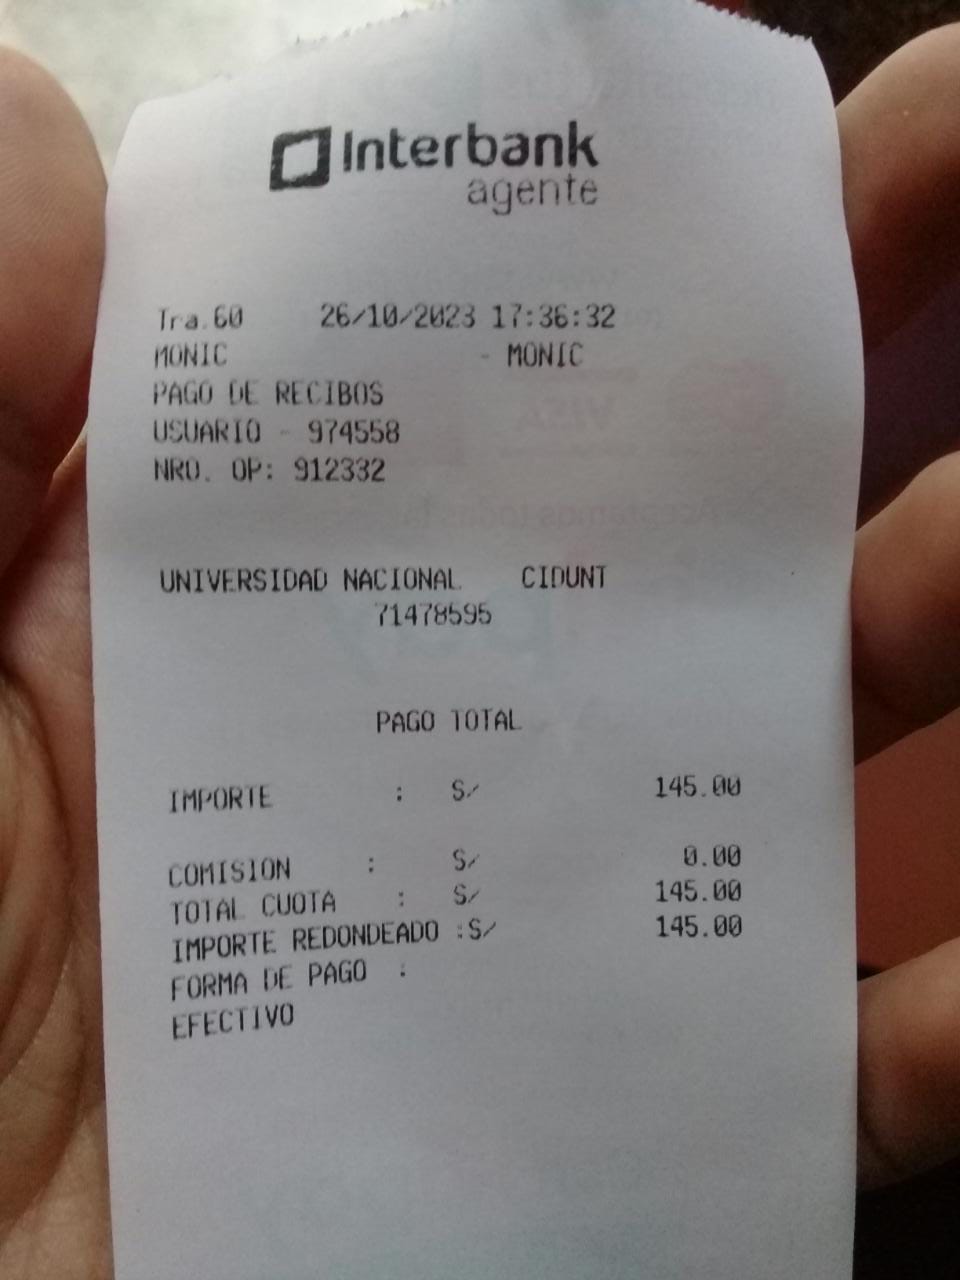 Interbank
agente
Tra.60 26/10/2023 17:36:32
MONIC - MONIC
PAGO DE RECIBOS
USUARIO - 974558
NRO. OP: 912332
UNIVERSIDAD NACIONAL CIDUNT
71478595
PAGO TOTAL
IMPORTE : S/ 145.00
COMISION : S/ 0.00
TOTAL CUOTA : S/ 145.00
IMPORTE REDONDEADO :S/ 145.00
FORMA DE PAGO :
EFECTIVO